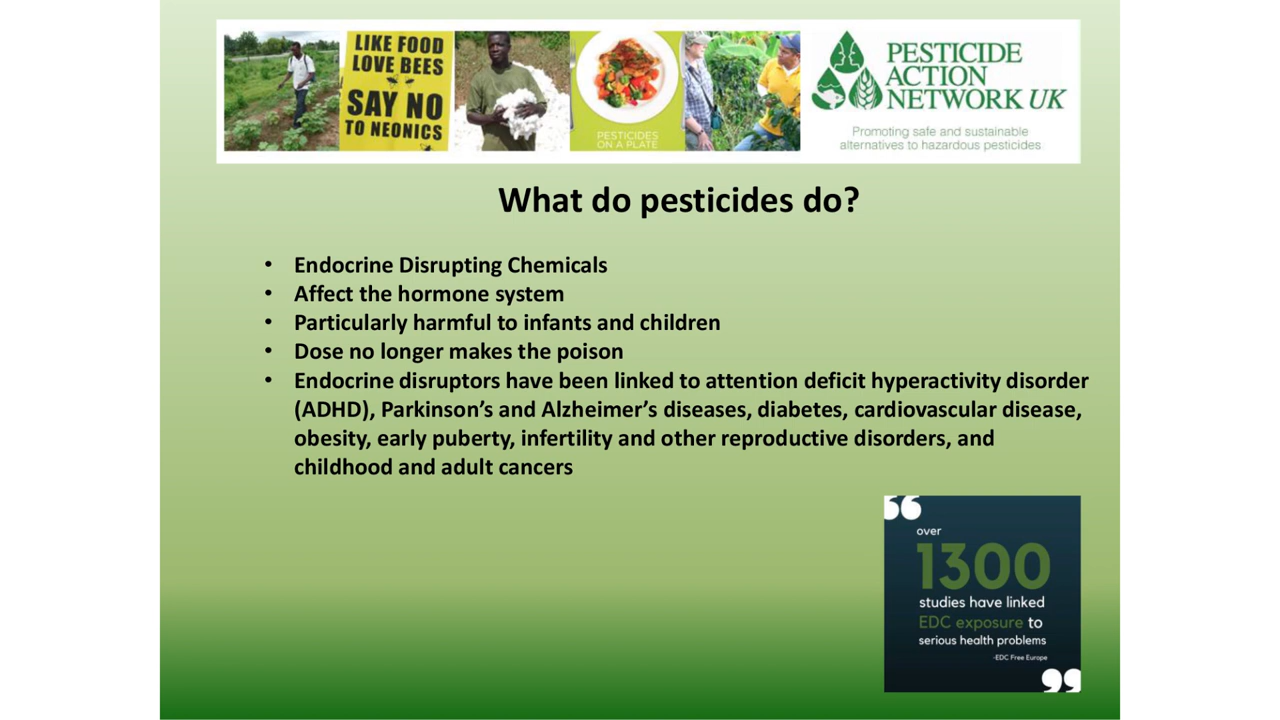 LIKE FOOD
LOVE BEES
SAY NO
TO NEONICS
PESTICIDES
ON A PLATE
PESTICIDE
ACTION
NETWORK UK
Promoting safe and sustainable
alternatives to hazardous pesticides
What do pesticides do?
• Endocrine Disrupting Chemicals
• Affect the hormone system
• Particularly harmful to infants and children
• Dose no longer makes the poison
• Endocrine disruptors have been linked to attention deficit hyperactivity disorder
(ADHD), Parkinson’s and Alzheimer’s diseases, diabetes, cardiovascular disease,
obesity, early puberty, infertility and other reproductive disorders, and
childhood and adult cancers
“
over
1300
studies have linked
EDC exposure to
serious health problems
-EDC Free Europe
”